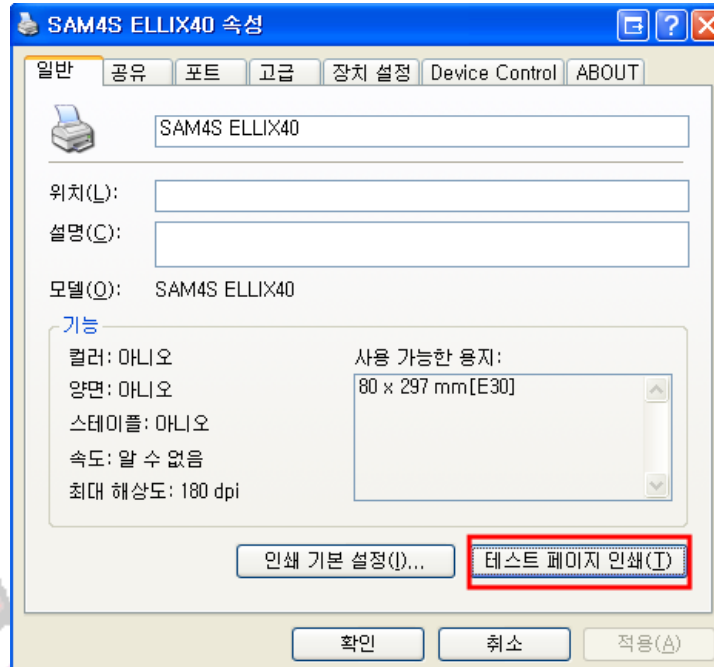 SAM4S ELLIX40 속성
일반 공유 포트 고급 장치 설정 Device Control ABOUT
SAM4S ELLIX40
위치(L):
설명(C):
모델(O): SAM4S ELLIX40
기능
컬러: 아니오 사용 가능한 용지:
양면: 아니오 80 x 297 mm[E30]
스테이플: 아니오
속도: 알 수 없음
최대 해상도: 180 dpi
인쇄 기본 설정(I)... 테스트 페이지 인쇄(T)
확인 취소 적용(A)